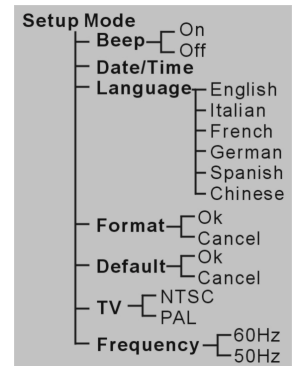 Setup Mode
Beep
On
Off
Date/Time
Language
English
Italian
French
German
Spanish
Chinese
Format
Ok
Cancel
Default
Ok
Cancel
TV
NTSC
PAL
Frequency
60Hz
50Hz